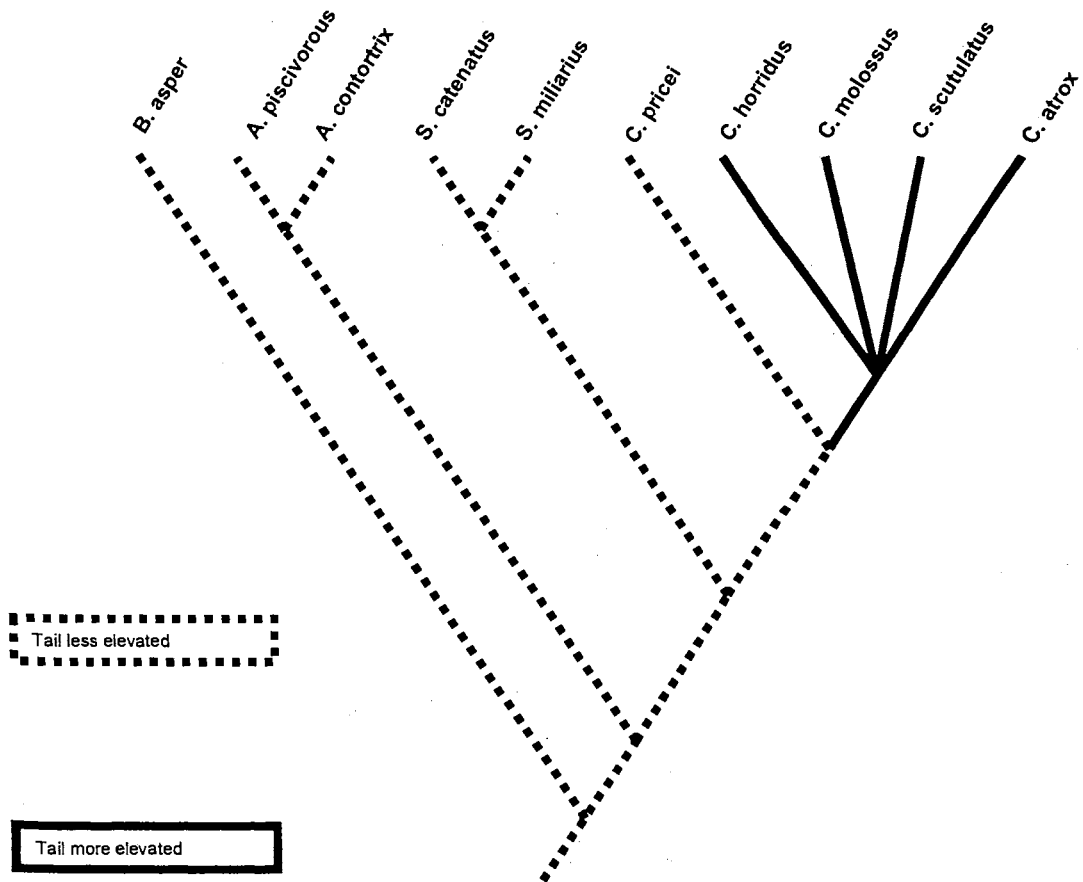 B. asper
A. piscivorous
A. contortrix
S. catenatus
S. miliarius
C. pricei
C. horridus
C. molossus
C. scutulatus
C. atrox
Tail less elevated
Tail more elevated